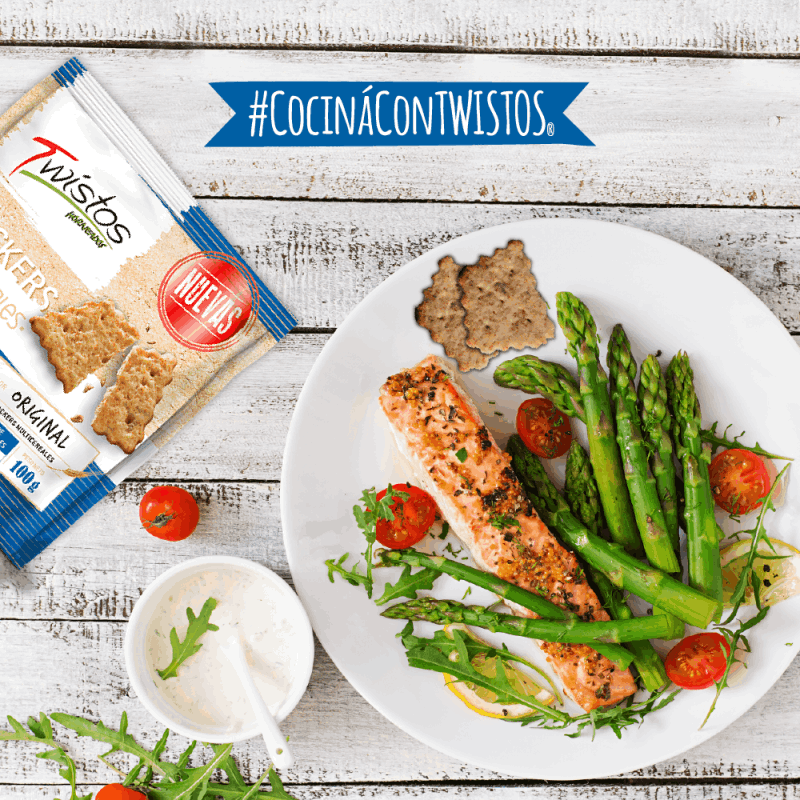 #COCINÁCONTWISTOS®
Twistos
HORNEADOS
NUEVAS
ORIGINAL
100g